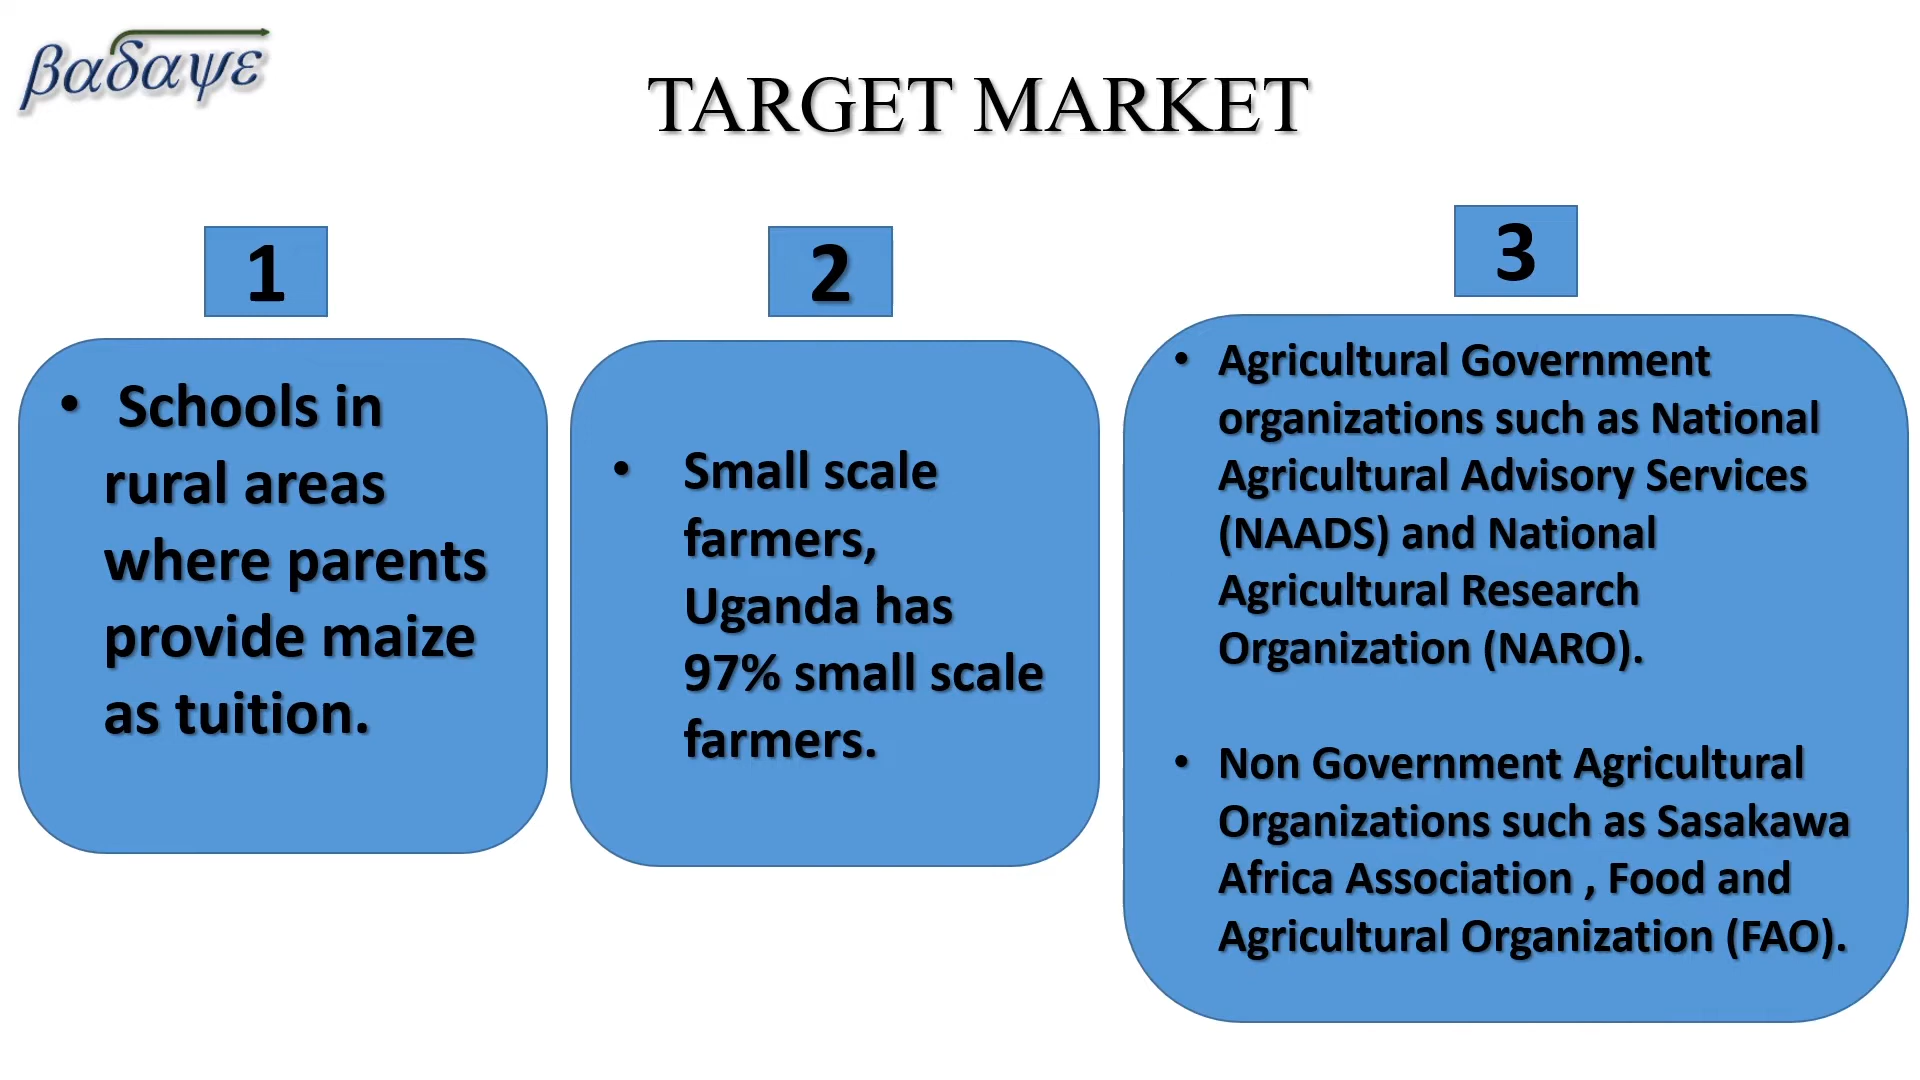 βαδαψε
TARGET MARKET
1
• Schools in
rural areas
where parents
provide maize
as tuition.
2
• Small scale
farmers,
Uganda has
97% small scale
farmers.
3
• Agricultural Government
organizations such as National
Agricultural Advisory Services
(NAADS) and National
Agricultural Research
Organization (NARO).
• Non Government Agricultural
Organizations such as Sasakawa
Africa Association , Food and
Agricultural Organization (FAO).